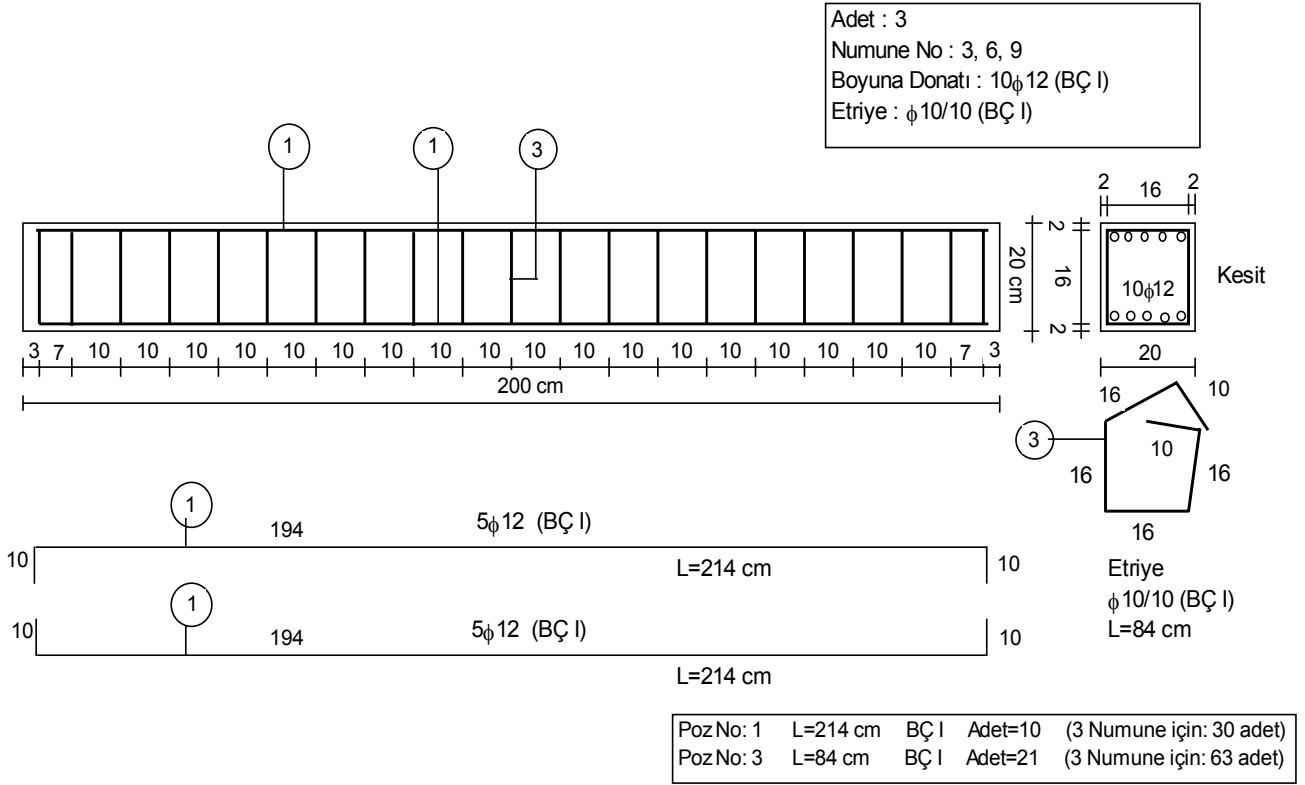 Adet : 3
Numune No : 3, 6, 9
Boyuna Donatı : 10ϕ12 (BÇ I)
Etriye : ϕ10/10 (BÇ I)
1 1 3
2 16 2
2 16 2
20 cm
10ϕ12
Kesit
3 7 10 10 10 10 10 10 10 10 10 10 10 10 10 10 10 10 10 10 7 3
200 cm
20
16 10
3
10
16 16
16
Etriye
ϕ10/10 (BÇ I)
L=84 cm
1
194 5ϕ12 (BÇ I)
10 10
L=214 cm
1
10 194 5ϕ12 (BÇ I) 10
L=214 cm
Poz No: 1 L=214 cm BÇ I Adet=10 (3 Numune için: 30 adet)
Poz No: 3 L=84 cm BÇ I Adet=21 (3 Numune için: 63 adet)